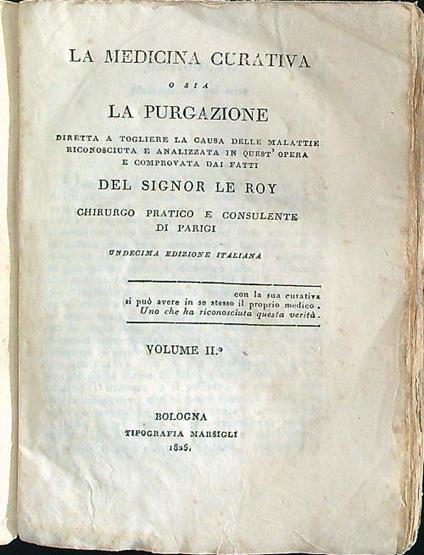 LA MEDICINA CURATIVA
O SIA
LA PURGAZIONE
DIRETTA A TOGLIERE LA CAUSA DELLE MALATTIE
RICONOSCIUTA E ANALIZZATA IN QUEST' OPERA
E COMPROVATA DAI FATTI
DEL SIGNOR LE ROY
CHIRURGO PRATICO E CONSULENTE
DI PARIGI
UNDECIMA EDIZIONE ITALIANA
con la sua curativa
si può avere in se stesso il proprio medico.
Uno che ha riconosciuta questa verità.
VOLUME II.º
BOLOGNA
TIPOGRAFIA MARSIGLI
1825.